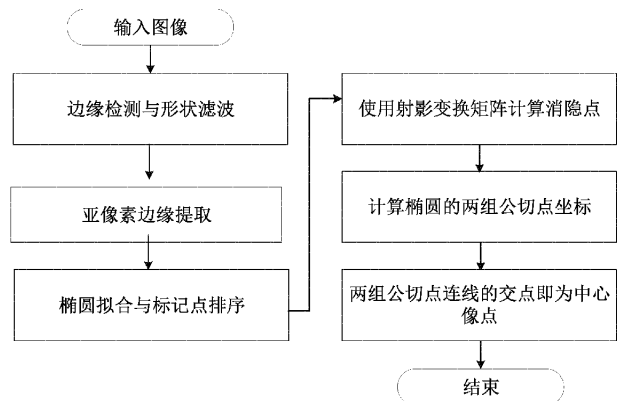 输入图像
边缘检测与形状滤波
亚像素边缘提取
椭圆拟合与标记点排序
使用射影变换矩阵计算消隐点
计算椭圆的两组公切点坐标
两组公切点连线的交点即为中心
像点
结束